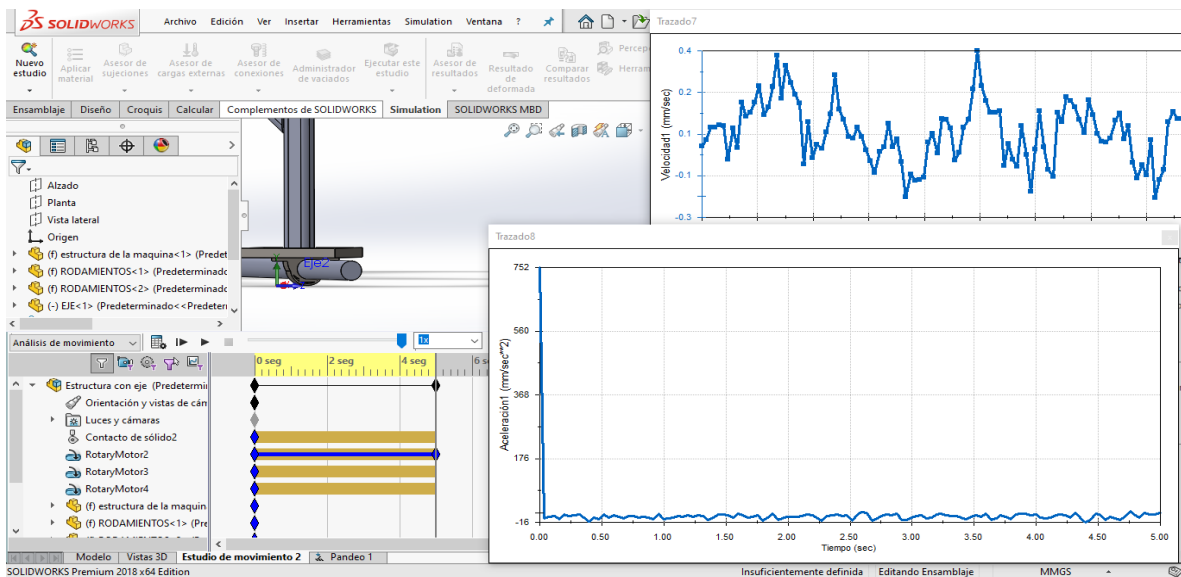 SOLIDWORKS Archivo Edición Ver Insertar Herramientas Simulation Ventana ?
Nuevo estudio
Aplicar material
Asesor de sujeciones
Asesor de cargas externas
Asesor de conexiones
Administrador de vaciados
Ejecutar este estudio
Asesor de resultados
Resultado de deformada
Comparar resultados
Percep
Herram
Ensamblaje Diseño Croquis Calcular Complementos de SOLIDWORKS Simulation SOLIDWORKS MBD
Alzado
Planta
Vista lateral
Origen
(f) estructura de la maquina<1> (Predet
(f) RODAMIENTOS<1> (Predeterminado
(f) RODAMIENTOS<2> (Predeterminado
(-) EJE<1> (Predeterminado<<Predeter
Eje2
Análisis de movimiento
1x
0 seg 2 seg 4 seg 6 s
Estructura con eje (Predetermi
Orientación y vistas de cám
Luces y cámaras
Contacto de sólido2
RotaryMotor2
RotaryMotor3
RotaryMotor4
(f) estructura de la maquin
(f) RODAMIENTOS<1> (Pre
Trazado7
Velocidad1 (mm/sec)
0.4
0.2
0.1
-0.1
-0.3
Trazado8
Aceleración1 (mm/sec**2)
752
560
368
176
-16
0.00 0.50 1.00 1.50 2.00 2.50 3.00 3.50 4.00 4.50 5.00
Tiempo (sec)
Modelo Vistas 3D Estudio de movimiento 2 Pandeo 1
SOLIDWORKS Premium 2018 x64 Edition Insuficientemente definida Editando Ensamblaje MMGS